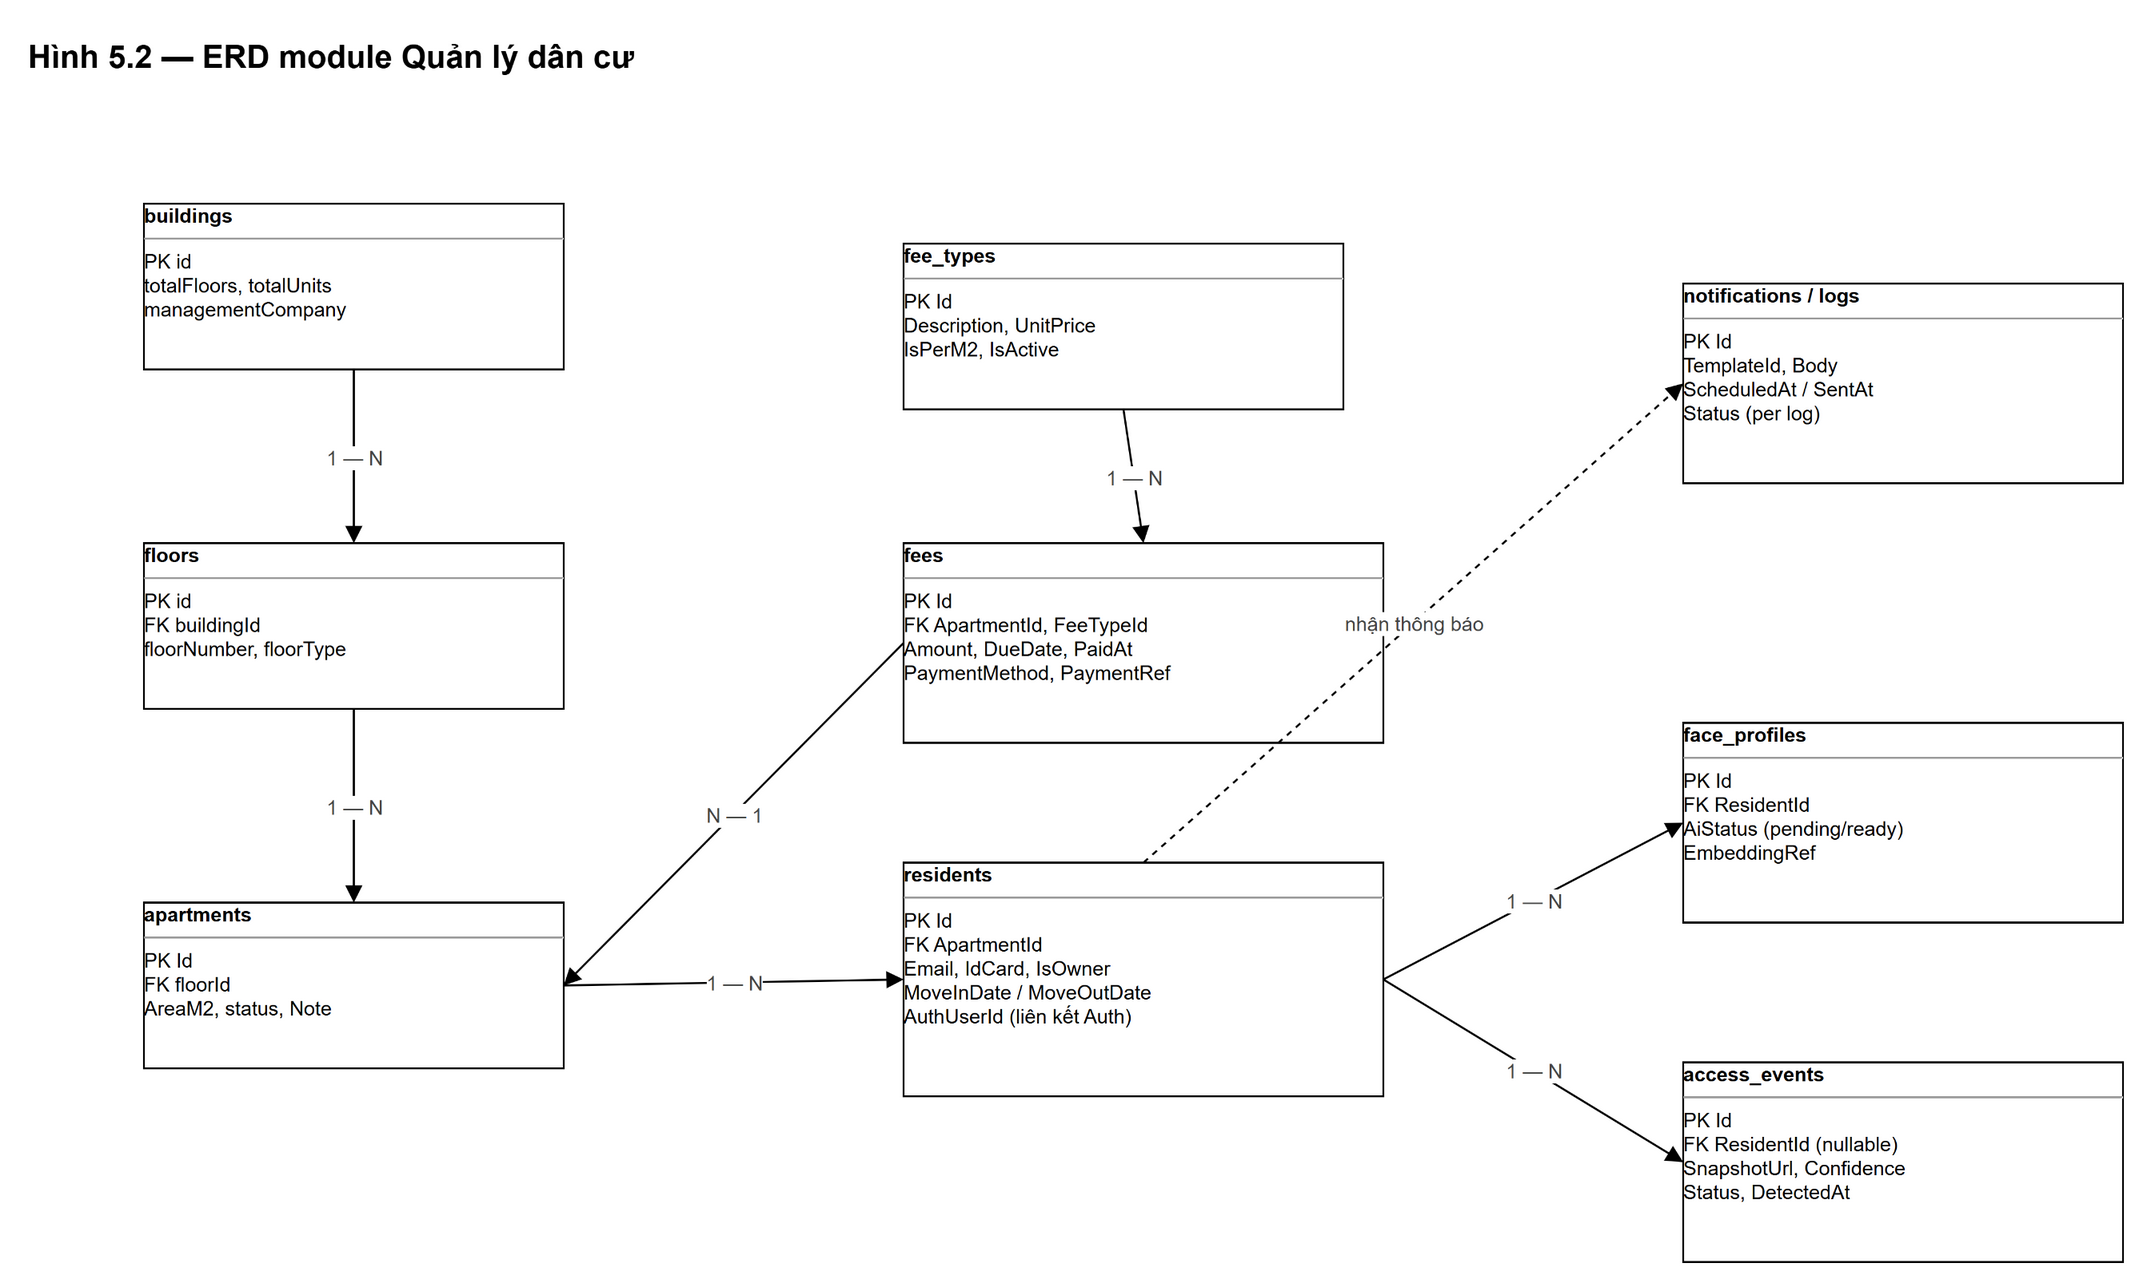 Hình 5.2 — ERD module Quản lý dân cư
buildings
PK id
totalFloors, totalUnits
managementCompany
1 — N
floors
PK id
FK buildingId
floorNumber, floorType
1 — N
apartments
PK Id
FK floorId
AreaM2, status, Note
fee_types
PK Id
Description, UnitPrice
IsPerM2, IsActive
1 — N
fees
PK Id
FK ApartmentId, FeeTypeId
Amount, DueDate, PaidAt
PaymentMethod, PaymentRef
N — 1
1 — N
residents
PK Id
FK ApartmentId
Email, IdCard, IsOwner
MoveInDate / MoveOutDate
AuthUserId (liên kết Auth)
nhận thông báo
notifications / logs
PK Id
TemplateId, Body
ScheduledAt / SentAt
Status (per log)
1 — N
face_profiles
PK Id
FK ResidentId
AiStatus (pending/ready)
EmbeddingRef
1 — N
access_events
PK Id
FK ResidentId (nullable)
SnapshotUrl, Confidence
Status, DetectedAt